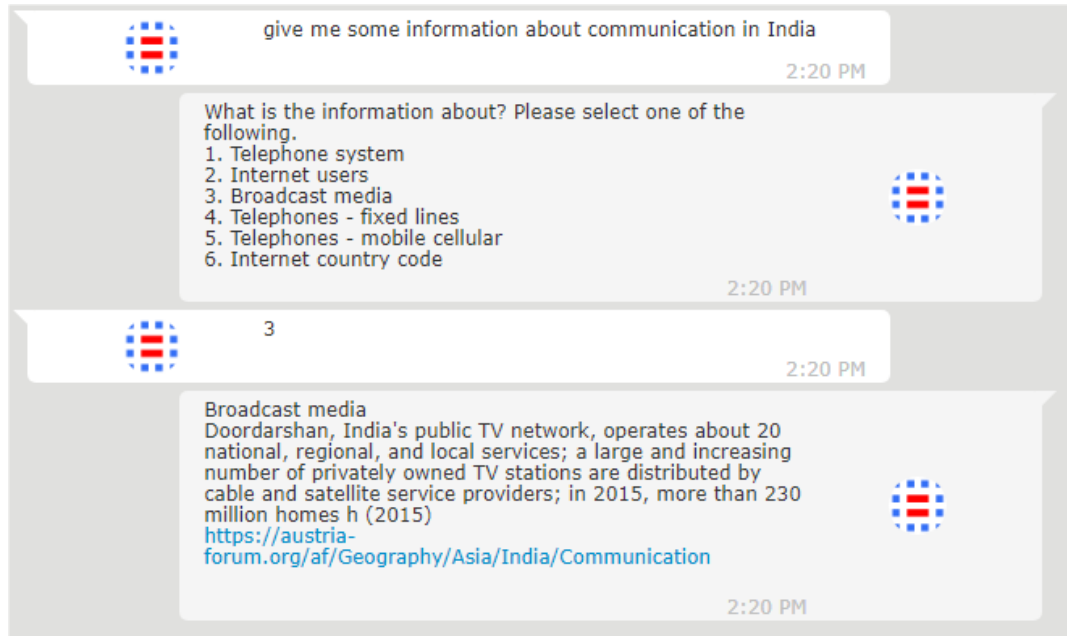 give me some information about communication in India
2:20 PM
What is the information about? Please select one of the
following.
1. Telephone system
2. Internet users
3. Broadcast media
4. Telephones - fixed lines
5. Telephones - mobile cellular
6. Internet country code
2:20 PM
3
2:20 PM
Broadcast media
Doordarshan, India's public TV network, operates about 20
national, regional, and local services; a large and increasing
number of privately owned TV stations are distributed by
cable and satellite service providers; in 2015, more than 230
million homes h (2015)
https://austria-
forum.org/af/Geography/Asia/India/Communication
2:20 PM